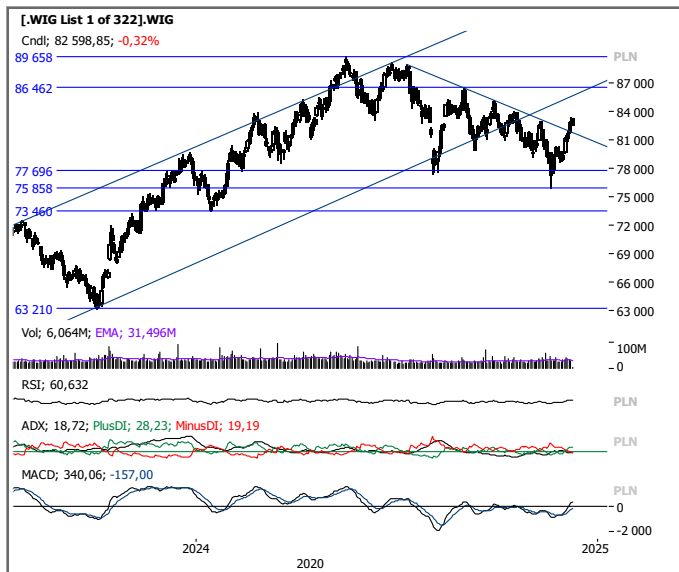 [.WIG List 1 of 322].WIG
Cndl; 82 598,85; -0,32%
PLN
89 658
86 462
87 000
84 000
81 000
77 696
78 000
75 858
75 000
73 460
72 000
69 000
66 000
63 210
63 000
Vol; 6,064M; EMA; 31,496M
100M
0
RSI; 60,632
PLN
ADX; 18,72; PlusDI; 28,23; MinusDI; 19,19
PLN
MACD; 340,06; -157,00
PLN
0
-2 000
2024
2025
2020